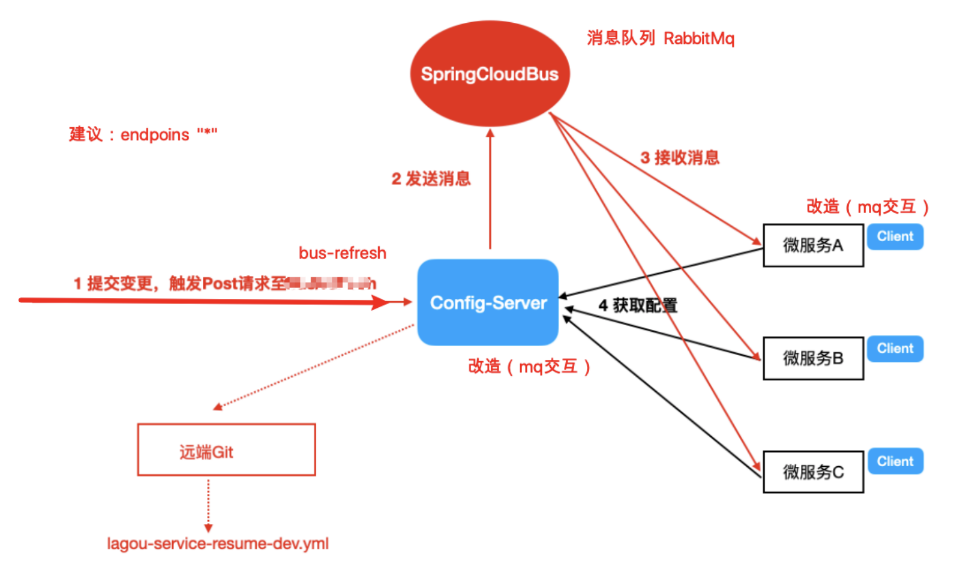 消息队列 RabbitMq
SpringCloudBus
建议：endpoins "*"
3 接收消息
2 发送消息
改造（mq交互）
微服务A
Client
bus-refresh
1 提交变更，触发Post请求至
Config-Server
4 获取配置
微服务B
Client
改造（mq交互）
远端Git
微服务C
Client
lagou-service-resume-dev.yml